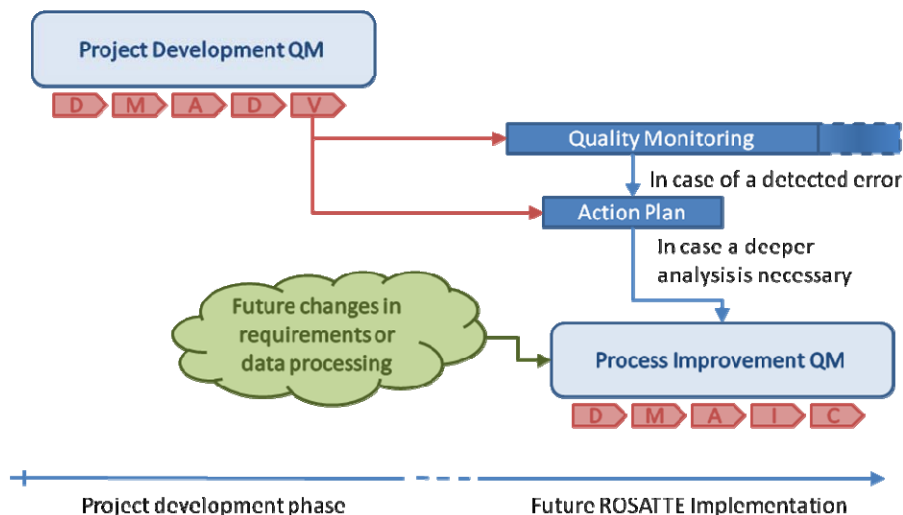 Project Development QM
D M A D V
Quality Monitoring
In case of a detected error
Action Plan
In case a deeper
analysis is necessary
Future changes in
requirements or
data processing
Process Improvement QM
D M A I C
Project development phase
Future ROSATTE Implementation